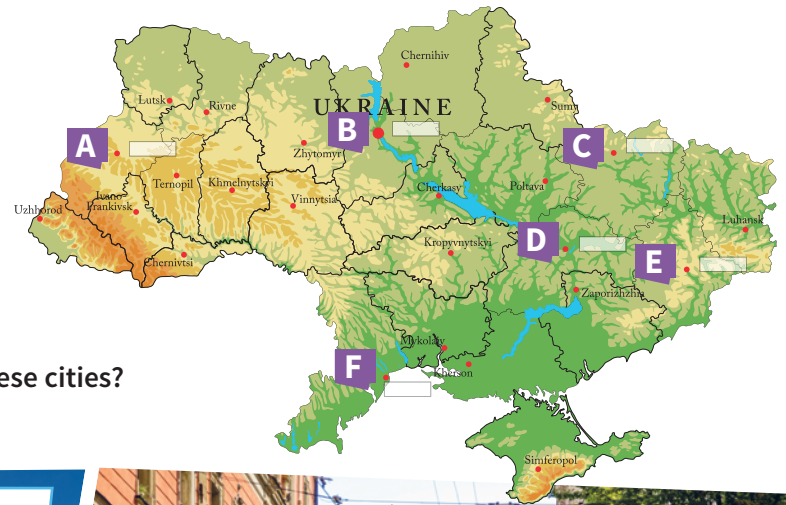 Chernihiv
Lutsk
Rivne
UKRAINE
Sumy
A
B
C
Zhytomyr
Ternopil
Khmelnytskyi
Cherkasy
Poltava
Ivano
Frankivsk
Vinnytsia
Uzhhorod
Luhansk
D
Kropyvnytskyi
E
Chernivtsi
Zaporizhzhia
Mykolaiv
F
Kherson
ese cities?
Simferopol